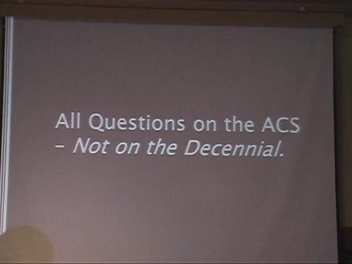 All Questions on the ACS
– Not on the Decennial.